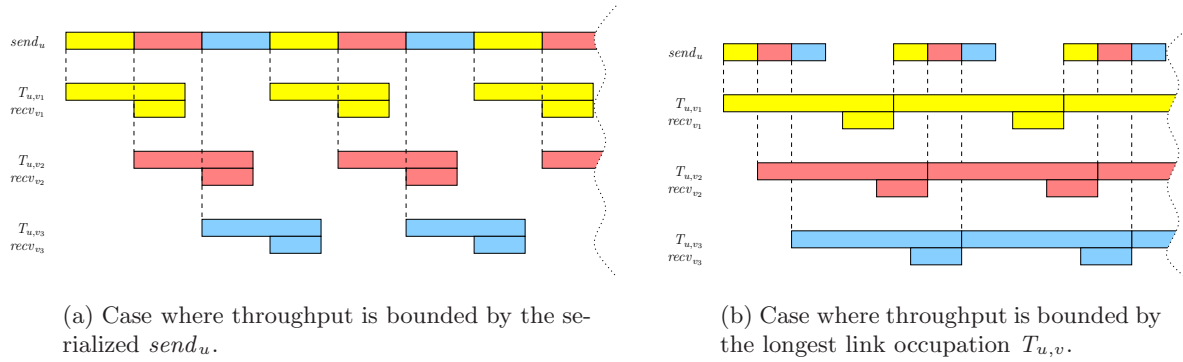 send_u
T_{u,v_1}
recv_{v_1}
T_{u,v_2}
recv_{v_2}
T_{u,v_3}
recv_{v_3}
(a) Case where throughput is bounded by the se-
rialized send_u.
send_u
T_{u,v_1}
recv_{v_1}
T_{u,v_2}
recv_{v_2}
T_{u,v_3}
recv_{v_3}
(b) Case where throughput is bounded by
the longest link occupation T_{u,v}.